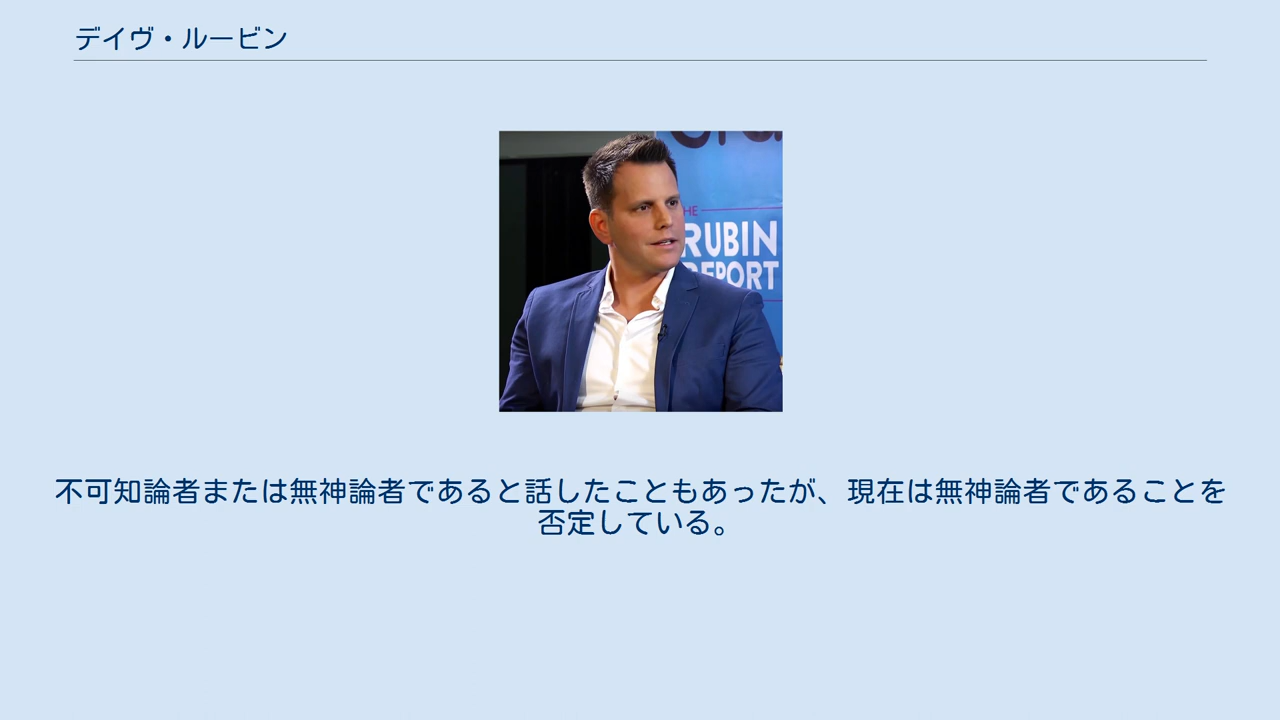 デイヴ・ルービン
HE
RUBIN
REPORT
不可知論者または無神論者であると話したこともあったが、現在は無神論者であることを
否定している。